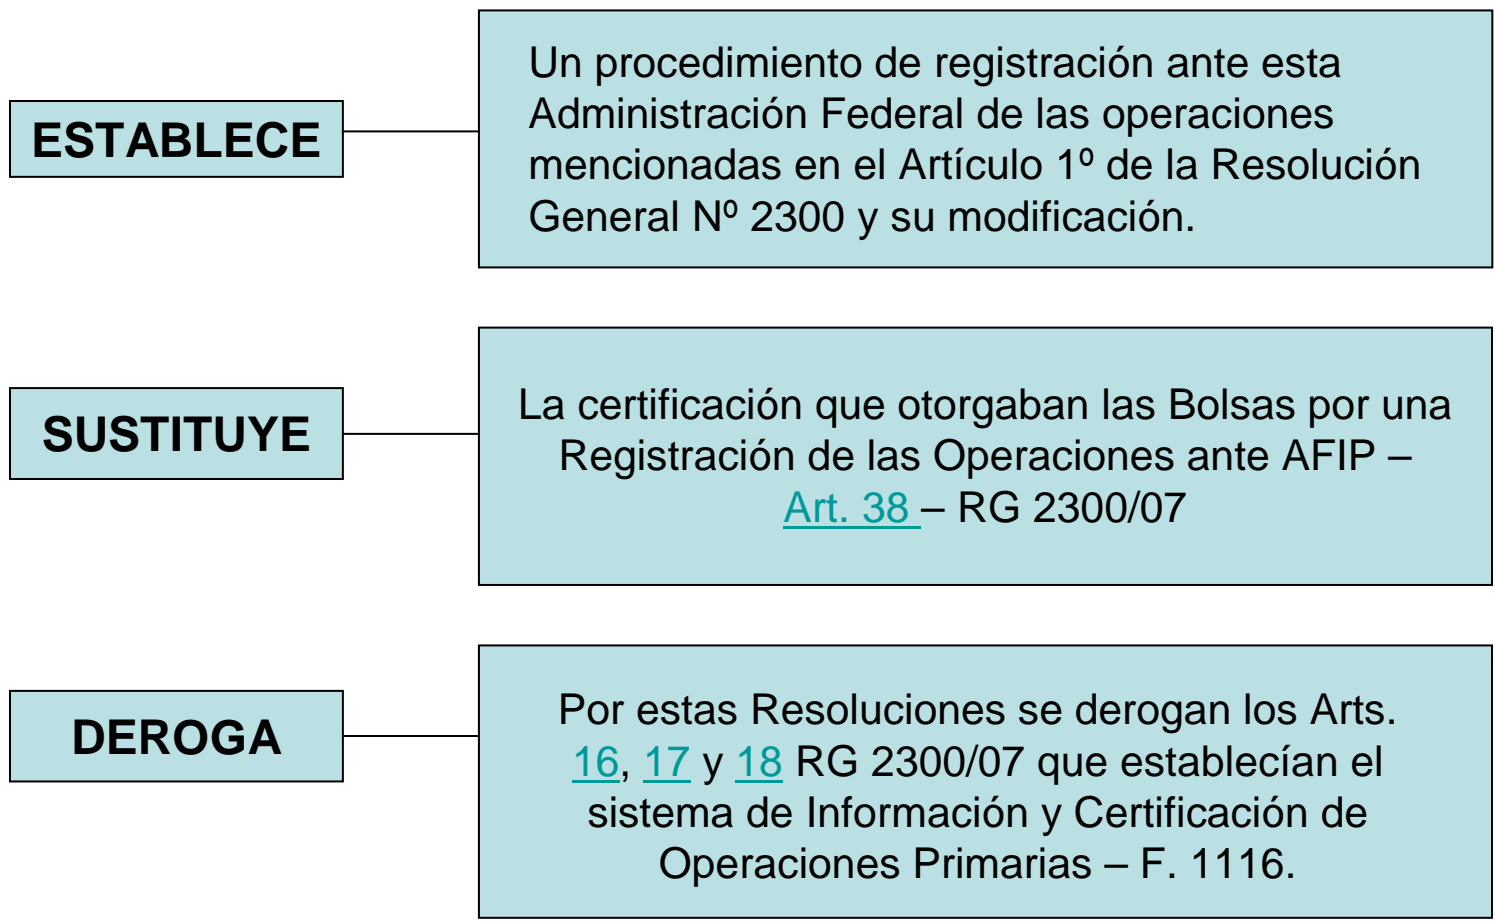 ESTABLECE
Un procedimiento de registración ante esta
Administración Federal de las operaciones
mencionadas en el Artículo 1º de la Resolución
General Nº 2300 y su modificación.
SUSTITUYE
La certificación que otorgaban las Bolsas por una
Registración de las Operaciones ante AFIP –
Art. 38 – RG 2300/07
DEROGA
Por estas Resoluciones se derogan los Arts.
16, 17 y 18 RG 2300/07 que establecían el
sistema de Información y Certificación de
Operaciones Primarias – F. 1116.